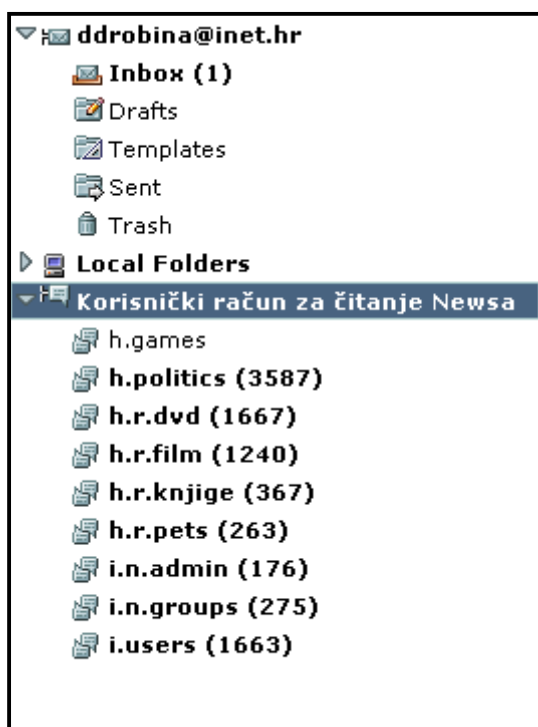 ddrobina@inet.hr
Inbox (1)
Drafts
Templates
Sent
Trash
Local Folders
Korisnički račun za čitanje Newsa
h.games
h.politics (3587)
h.r.dvd (1667)
h.r.film (1240)
h.r.knjige (367)
h.r.pets (263)
i.n.admin (176)
i.n.groups (275)
i.users (1663)